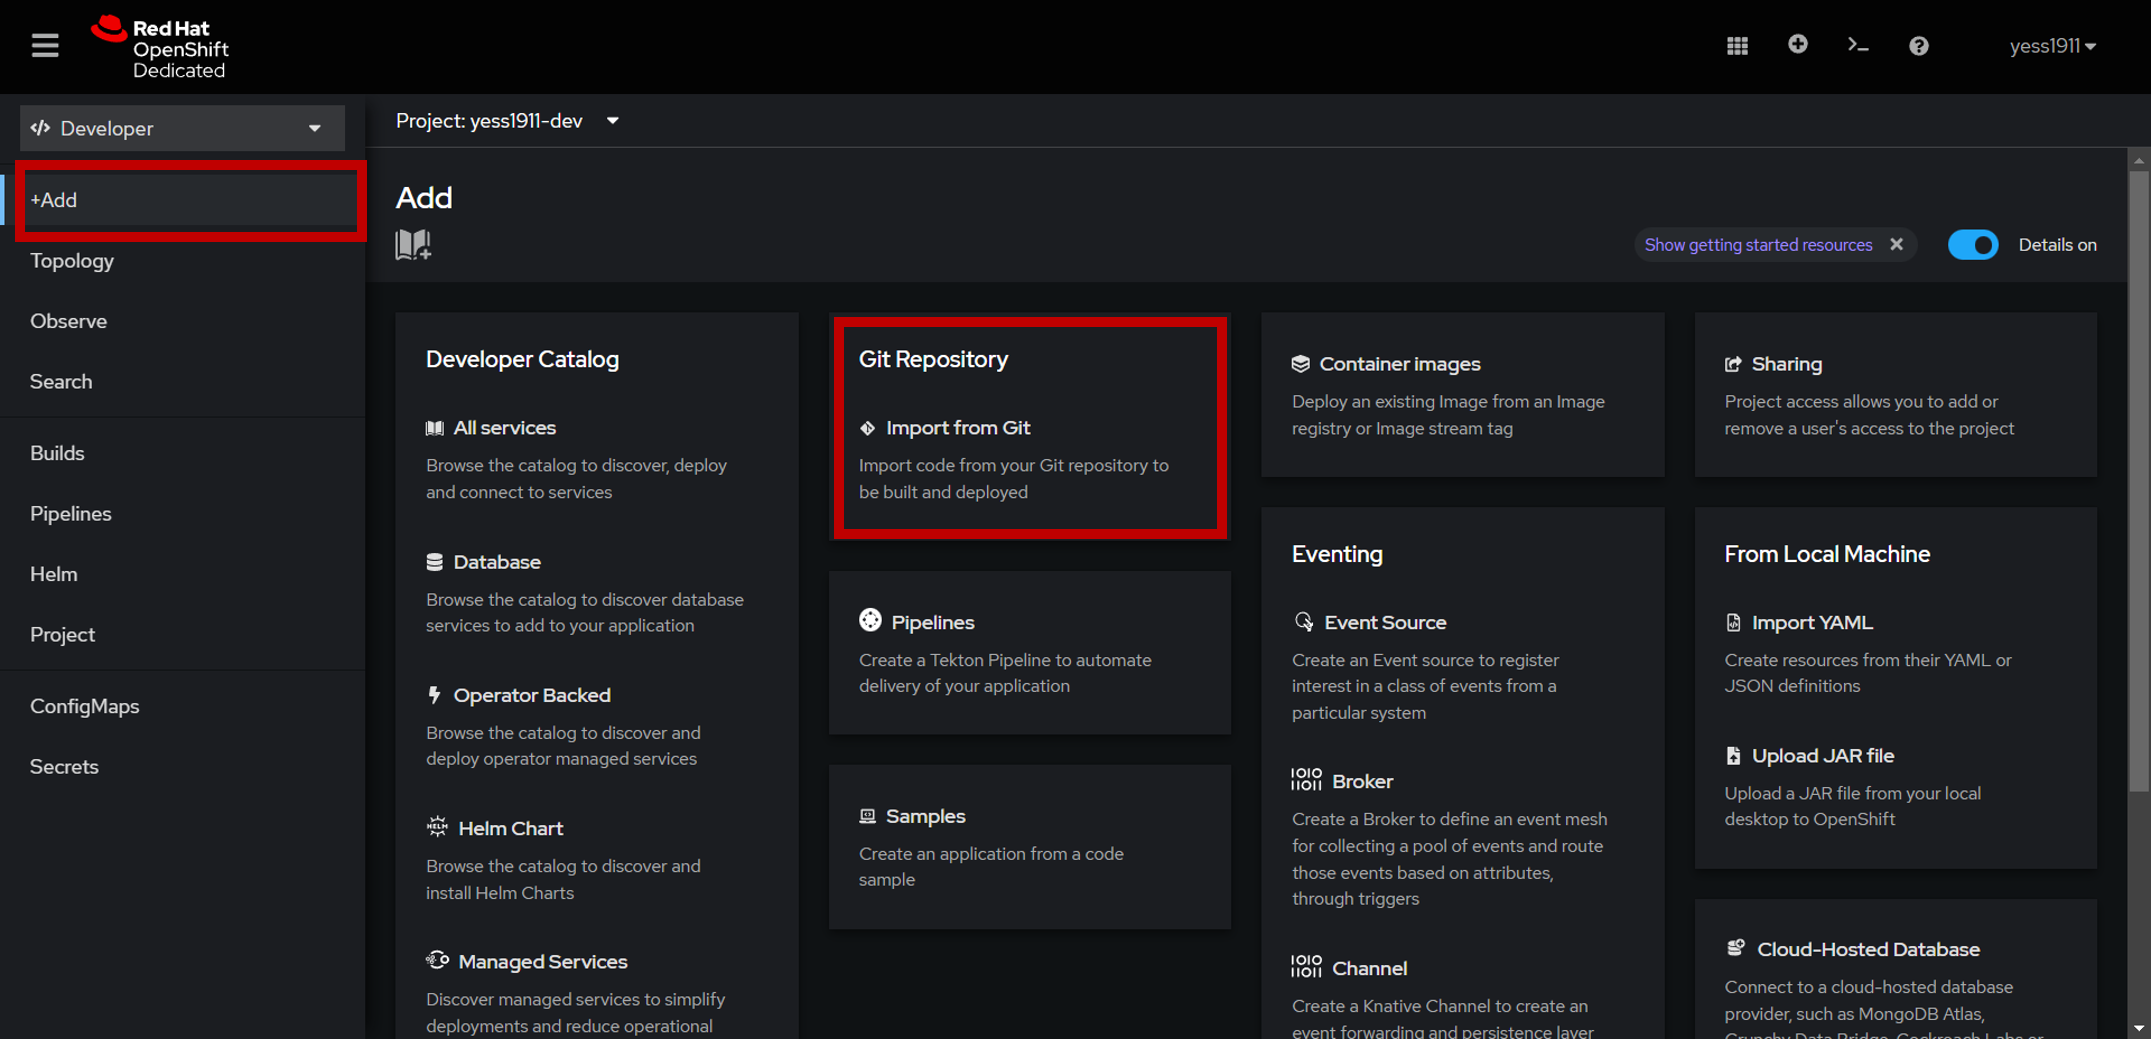 Red Hat
OpenShift
Dedicated
yess1911
Developer
+Add
Topology
Observe
Search
Builds
Pipelines
Helm
Project
ConfigMaps
Secrets
Project: yess1911-dev
Add
Show getting started resources
Details on
Developer Catalog
All services
Browse the catalog to discover, deploy
and connect to services
Database
Browse the catalog to discover database
services to add to your application
Operator Backed
Browse the catalog to discover and
deploy operator managed services
HELM
Helm Chart
Browse the catalog to discover and
install Helm Charts
Managed Services
Discover managed services to simplify
deployments and reduce operational
Git Repository
Import from Git
Import code from your Git repository to
be built and deployed
Pipelines
Create a Tekton Pipeline to automate
delivery of your application
Samples
Create an application from a code
sample
Container images
Deploy an existing Image from an Image
registry or Image stream tag
Eventing
Event Source
Create an Event source to register
interest in a class of events from a
particular system
Broker
Create a Broker to define an event mesh
for collecting a pool of events and route
those events based on attributes,
through triggers
Channel
Create a Knative Channel to create an
event forwarding and persistence layer
Sharing
Project access allows you to add or
remove a user's access to the project
From Local Machine
Import YAML
Create resources from their YAML or
JSON definitions
Upload JAR file
Upload a JAR file from your local
desktop to OpenShift
Cloud-Hosted Database
Connect to a cloud-hosted database
provider, such as MongoDB Atlas,
Crunchy Data Bridge, Cockroach Labs or